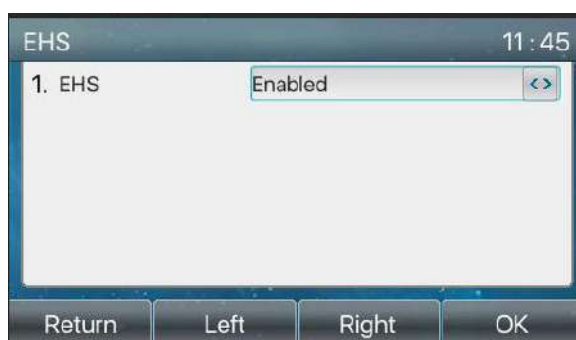 EHS 11:45
1. EHS Enabled <>
Return Left Right OK